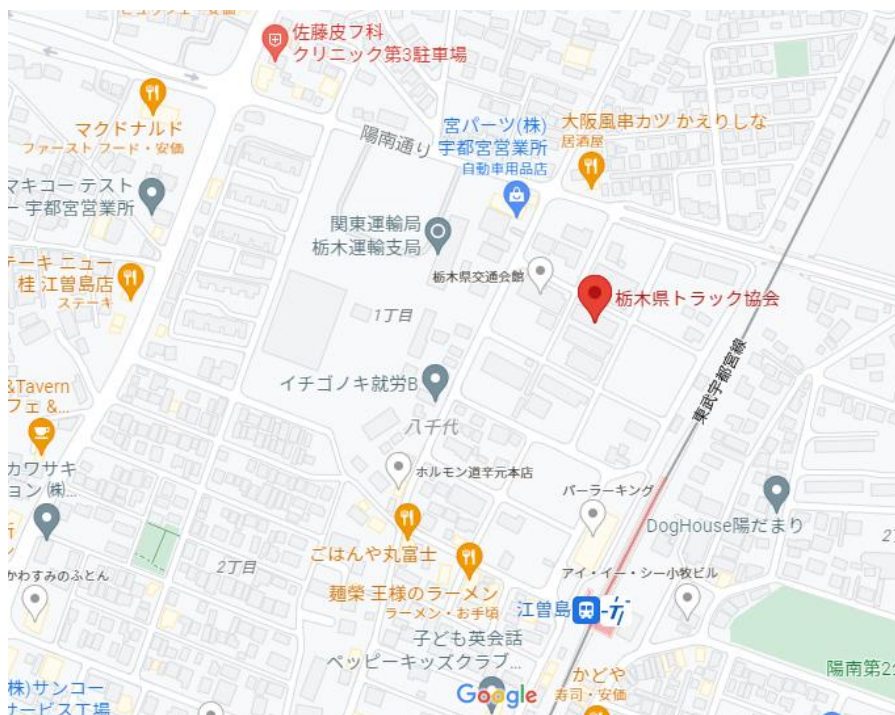 佐藤皮フ科
クリニック第3駐車場
マクドナルド
ファースト フード・安価
陽南通り
宮パーツ(株)
宇都宮営業所
自動車用品店
大阪風串カツ かえりしな
居酒屋
マキコー テスト
ー 宇都宮営業所
関東運輸局
栃木運輸支局
テーキ ニュー
桂 江曽島店
ステーキ
栃木県交通会館
栃木県トラック協会
1丁目
東武宇都宮線
イチゴノキ就労B
&Tavern
フェ &...
八千代
カワサキ
ョン (株)...
ホルモン道辛元本店
パーラーキング
DogHouse陽だまり
ごはんや丸富士
2丁目
かわすみのふとん
麺榮 王様のラーメン
ラーメン・お手頃
アイ・イー・シー小牧ビル
江曽島
子ども英会話
ペッピーキッズクラブ...
陽南第2公
かどや
寿司・安価
(株)サンコー
サービス工場
Google